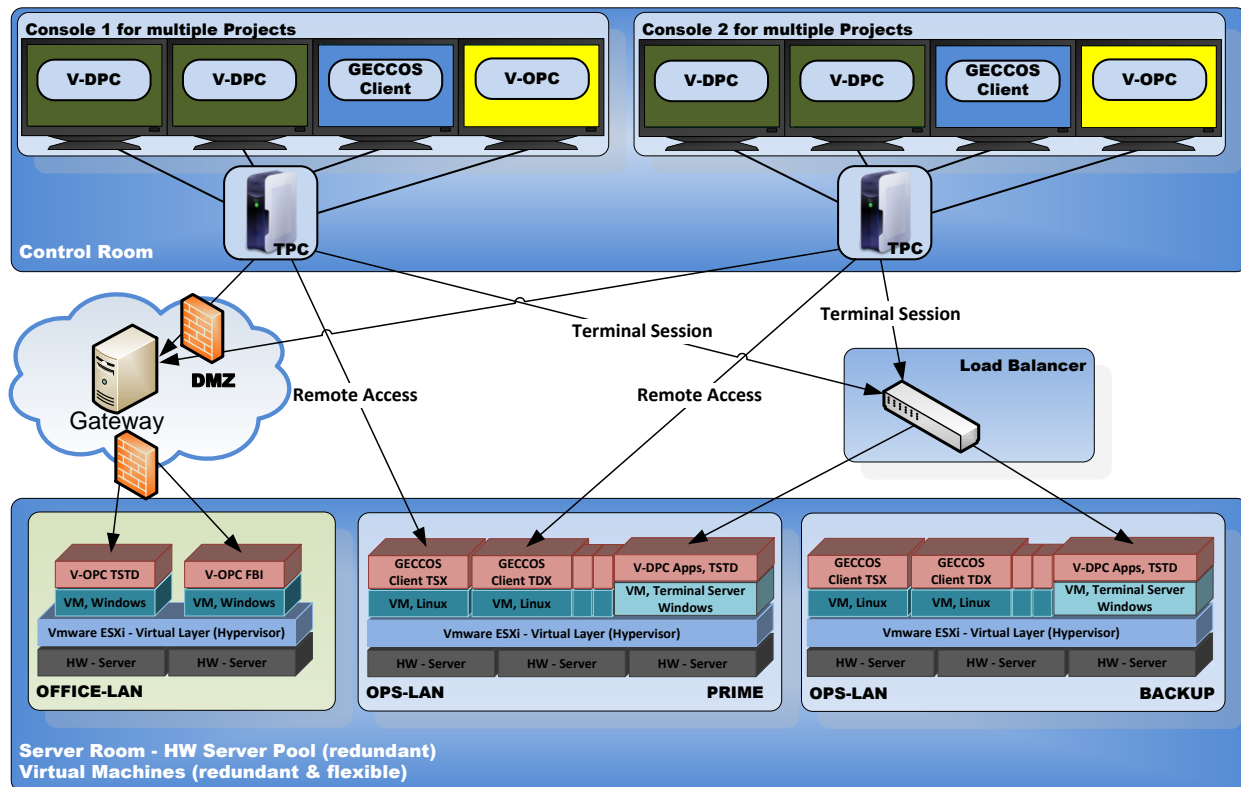 Console 1 for multiple Projects
V-DPC
V-DPC
GECCOS
Client
V-OPC
Console 2 for multiple Projects
V-DPC
V-DPC
GECCOS
Client
V-OPC
TPC
TPC
Control Room
DMZ
Gateway
Terminal Session
Terminal Session
Remote Access
Remote Access
Load Balancer
V-OPC TSTD
V-OPC FBI
VM, Windows
VM, Windows
Vmware ESXi - Virtual Layer (Hypervisor)
HW - Server
HW - Server
OFFICE-LAN
GECCOS
Client TSX
GECCOS
Client TDX
V-DPC Apps, TSTD
VM, Linux
VM, Linux
VM, Terminal Server
Windows
Vmware ESXi - Virtual Layer (Hypervisor)
HW - Server
HW - Server
HW - Server
OPS-LAN
PRIME
GECCOS
Client TSX
GECCOS
Client TDX
V-DPC Apps, TSTD
VM, Linux
VM, Linux
VM, Terminal Server
Windows
Vmware ESXi - Virtual Layer (Hypervisor)
HW - Server
HW - Server
HW - Server
OPS-LAN
BACKUP
Server Room - HW Server Pool (redundant)
Virtual Machines (redundant & flexible)